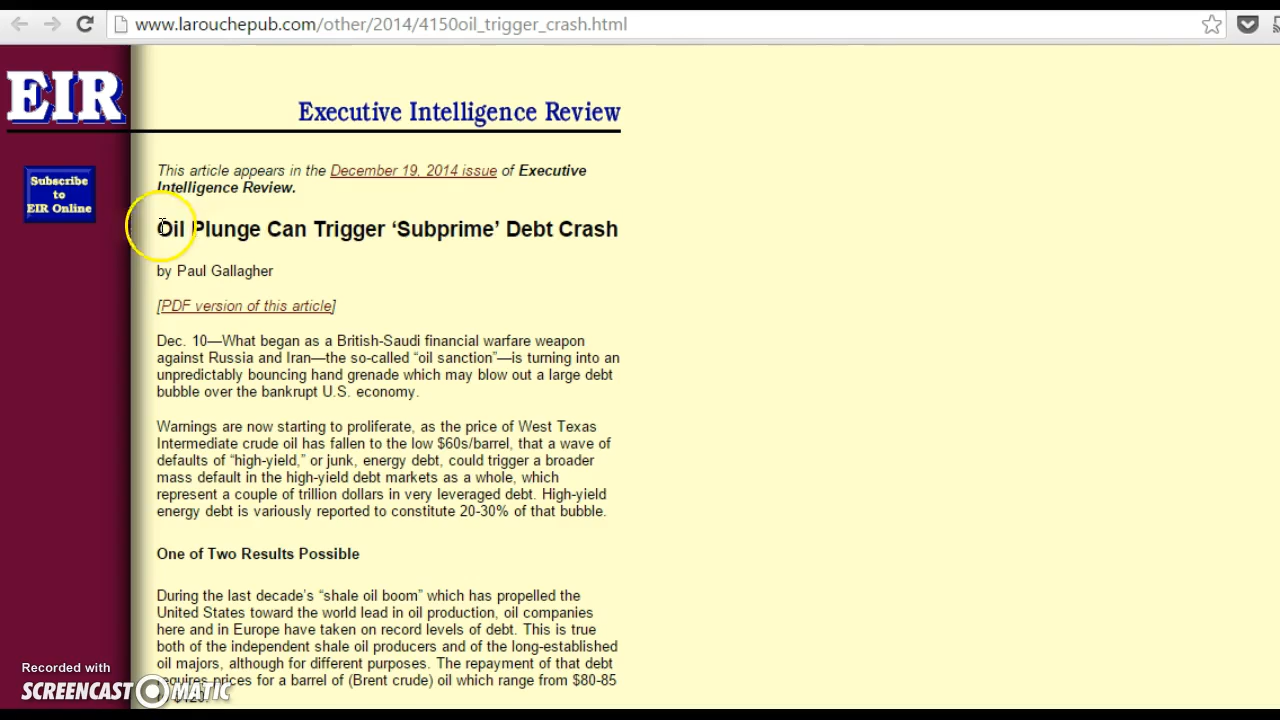 www.larouchepub.com/other/2014/4150oil_trigger_crash.html
EIR
Executive Intelligence Review
Subscribe
to
EIR Online
This article appears in the December 19, 2014 issue of Executive
Intelligence Review.
Oil Plunge Can Trigger ‘Subprime’ Debt Crash
by Paul Gallagher
[PDF version of this article]
Dec. 10—What began as a British-Saudi financial warfare weapon
against Russia and Iran—the so-called “oil sanction”—is turning into an
unpredictably bouncing hand grenade which may blow out a large debt
bubble over the bankrupt U.S. economy.
Warnings are now starting to proliferate, as the price of West Texas
Intermediate crude oil has fallen to the low $60s/barrel, that a wave of
defaults of “high-yield,” or junk, energy debt, could trigger a broader
mass default in the high-yield debt markets as a whole, which
represent a couple of trillion dollars in very leveraged debt. High-yield
energy debt is variously reported to constitute 20-30% of that bubble.
One of Two Results Possible
During the last decade’s “shale oil boom” which has propelled the
United States toward the world lead in oil production, oil companies
here and in Europe have taken on record levels of debt. This is true
both of the independent shale oil producers and of the long-established
oil majors, although for different purposes. The repayment of that debt
requires prices for a barrel of (Brent crude) oil which range from $80-85
Recorded with
SCREENCAST-O-MATIC